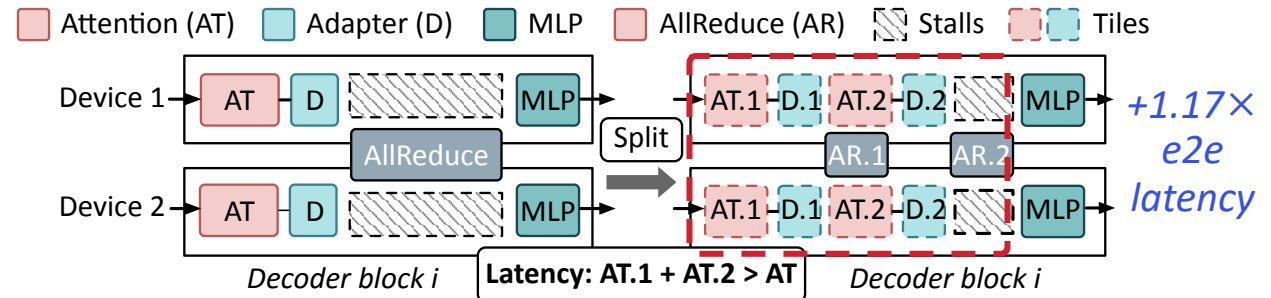 Attention (AT) Adapter (D) MLP AllReduce (AR) Stalls Tiles
Device 1 AT D MLP AT.1 D.1 AT.2 D.2 MLP
AllReduce Split AR.1 AR.2
Device 2 AT D MLP AT.1 D.1 AT.2 D.2 MLP
+1.17×
e2e
latency
Decoder block i Latency: AT.1 + AT.2 > AT Decoder block i